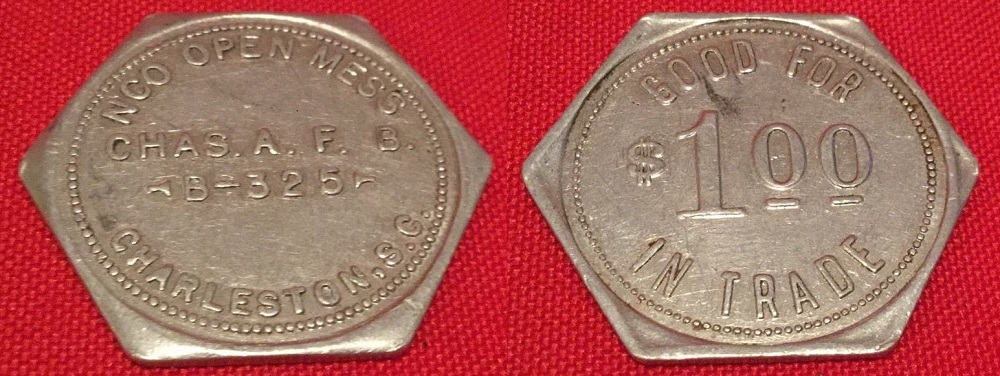 NCO OPEN MESS
CHAS. A. F. B.
B-325
CHARLESTON, S.C.
GOOD FOR
$1 00
IN TRADE